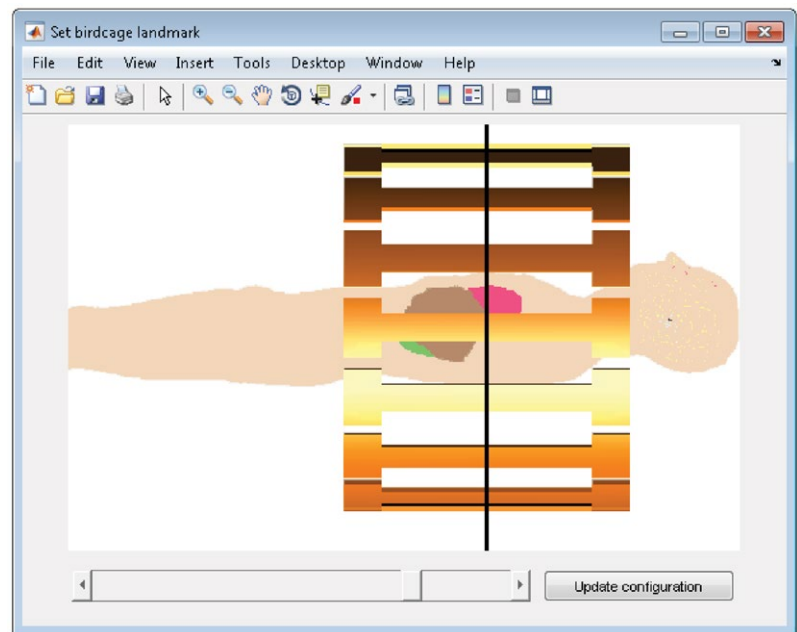 Set birdcage landmark
File Edit View Insert Tools Desktop Window Help
Update configuration